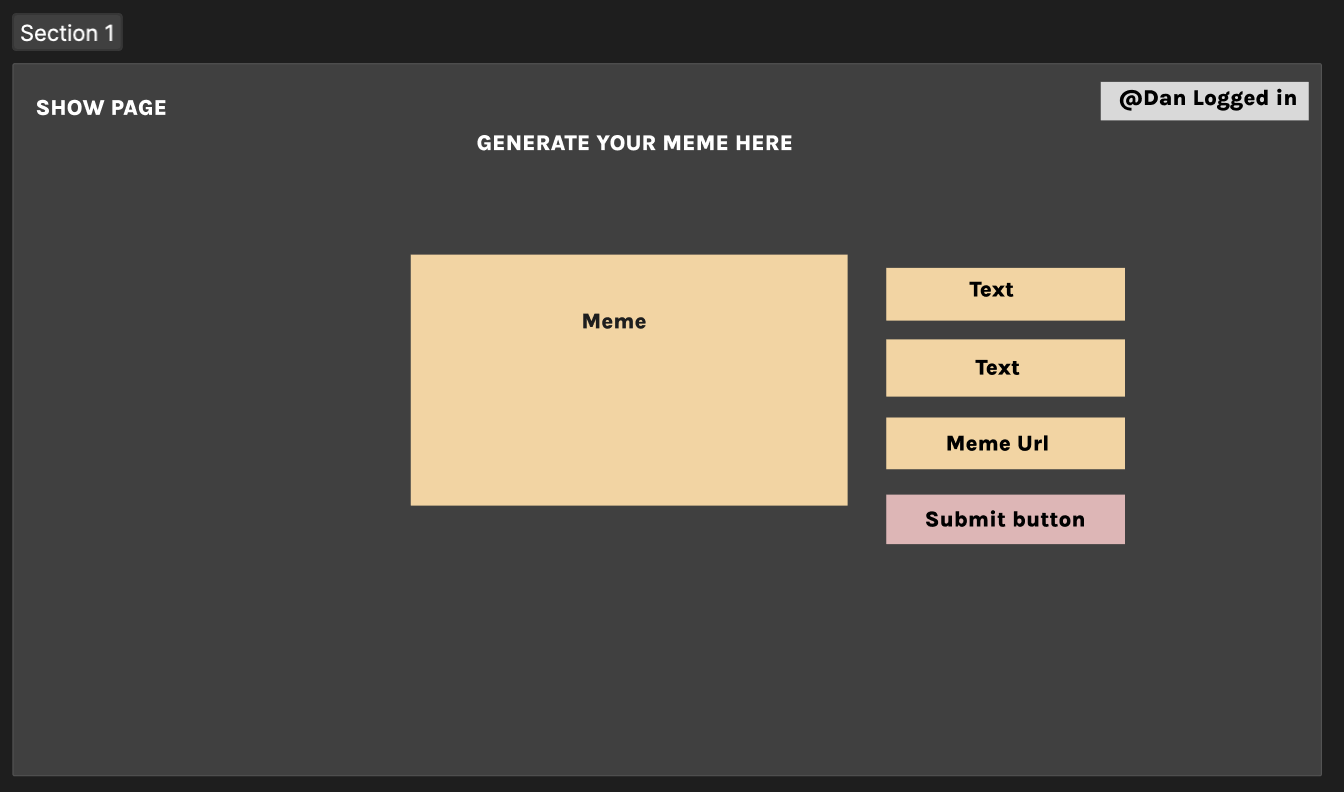 Section 1
SHOW PAGE
@Dan Logged in
GENERATE YOUR MEME HERE
Meme
Text
Text
Meme Url
Submit button